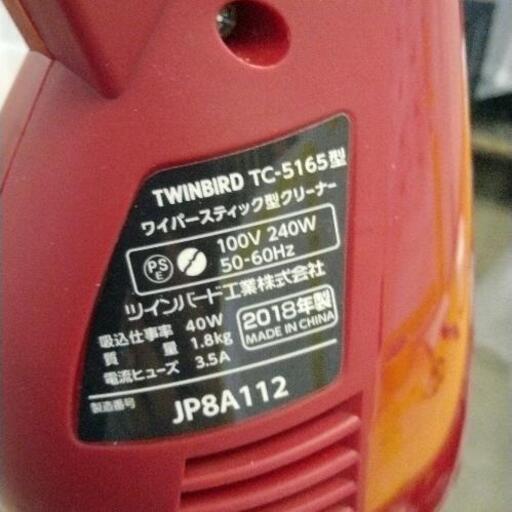 TWINBIRD TC-5165型
ワイパースティック型クリーナー
PS
E
100V 240W
50-60Hz
ツインバード工業株式会社
吸込仕事率 40W
質量 1.8kg
電流ヒューズ 3.5A
2018年製
MADE IN CHINA
製造番号 JP8A112